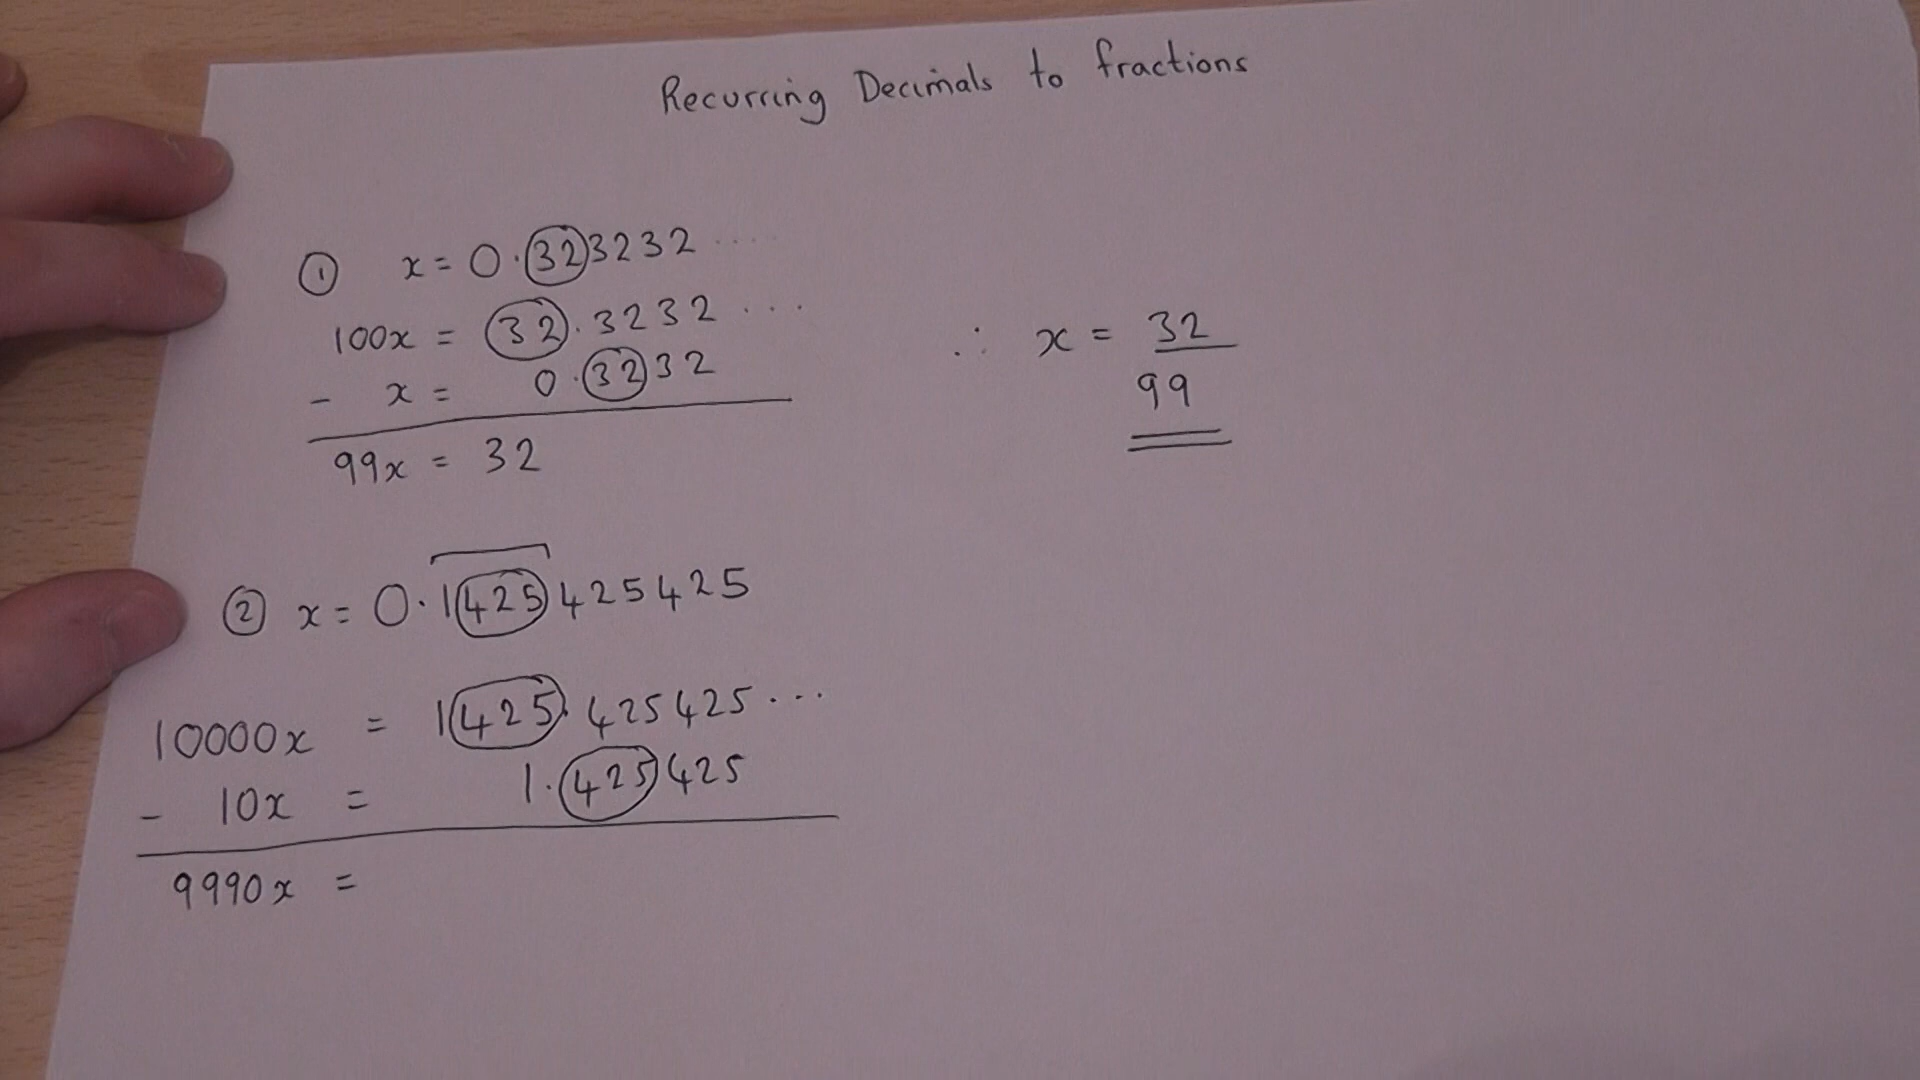 Recurring Decimals to fractions
① x = 0.323232....
100x = 32.3232...
- x = 0.3232
99x = 32
∴ x = 32
99
② x = 0.1425425425
10000x = 1425.425425...
- 10x = 1.425425
9990x =